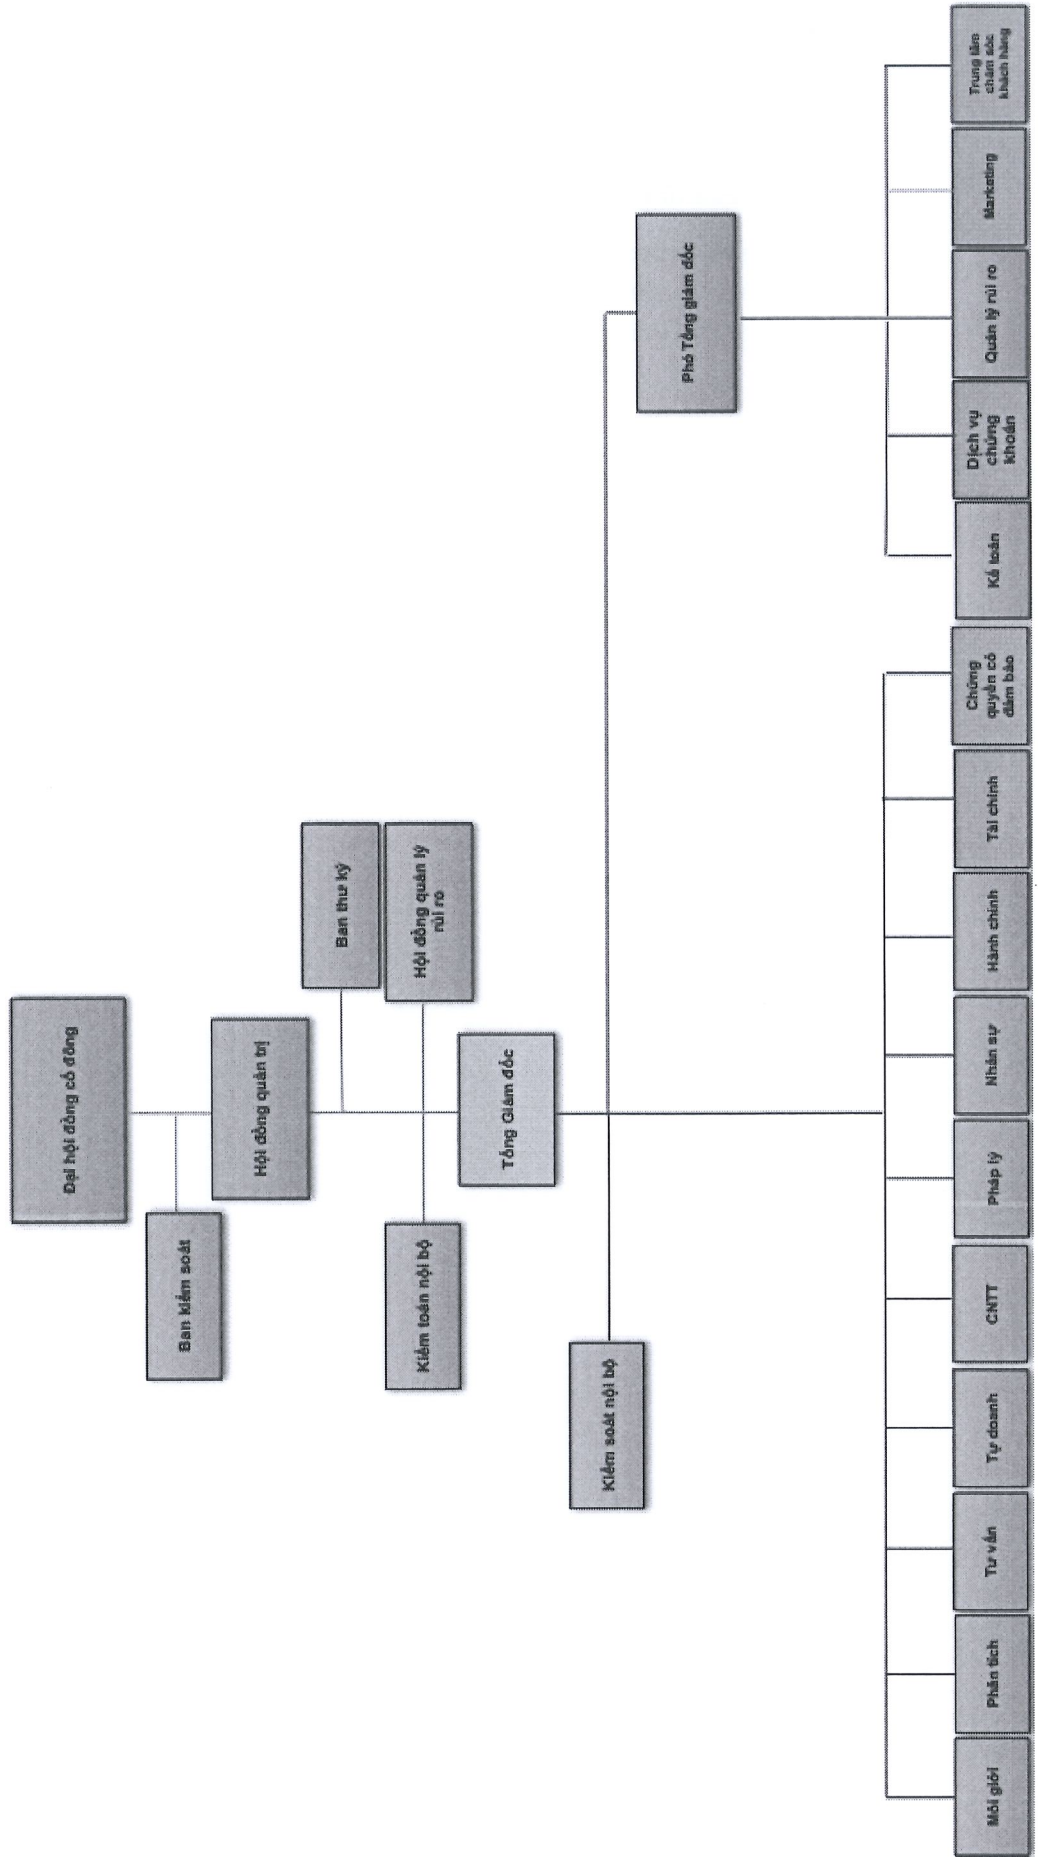 Đại hội đồng cổ đông
Ban kiểm soát
Hội đồng quản trị
Ban thư ký
Kiểm toán nội bộ
Hội đồng quản lý
rủi ro
Tổng Giám đốc
Kiểm soát nội bộ
Phó Tổng giám đốc
Môi giới
Phân tích
Tư vấn
Tự doanh
CNTT
Pháp lý
Nhân sự
Hành chính
Tài chính
Chứng
quyền có
đảm bảo
Kế toán
Dịch vụ
chứng
khoán
Quản lý rủi ro
Marketing
Trung tâm
chăm sóc
khách hàng